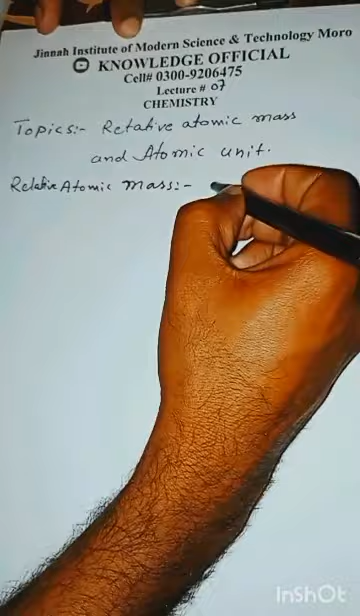 Jinnah Institute of Modern Science & Technology Moro
KNOWLEDGE OFFICIAL
Cell# 0300-9206475
Lecture # 07
CHEMISTRY
Topics:- Retative atomic mass
and Atomic unit.
Relative Atomic mass:-
InShOt